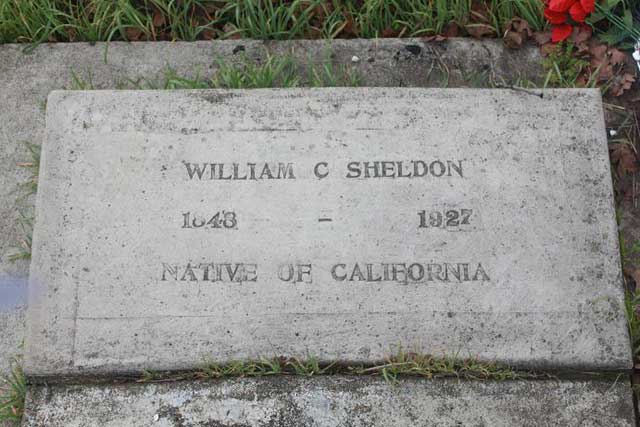 WILLIAM C SHELDON
1848 - 1927
NATIVE OF CALIFORNIA